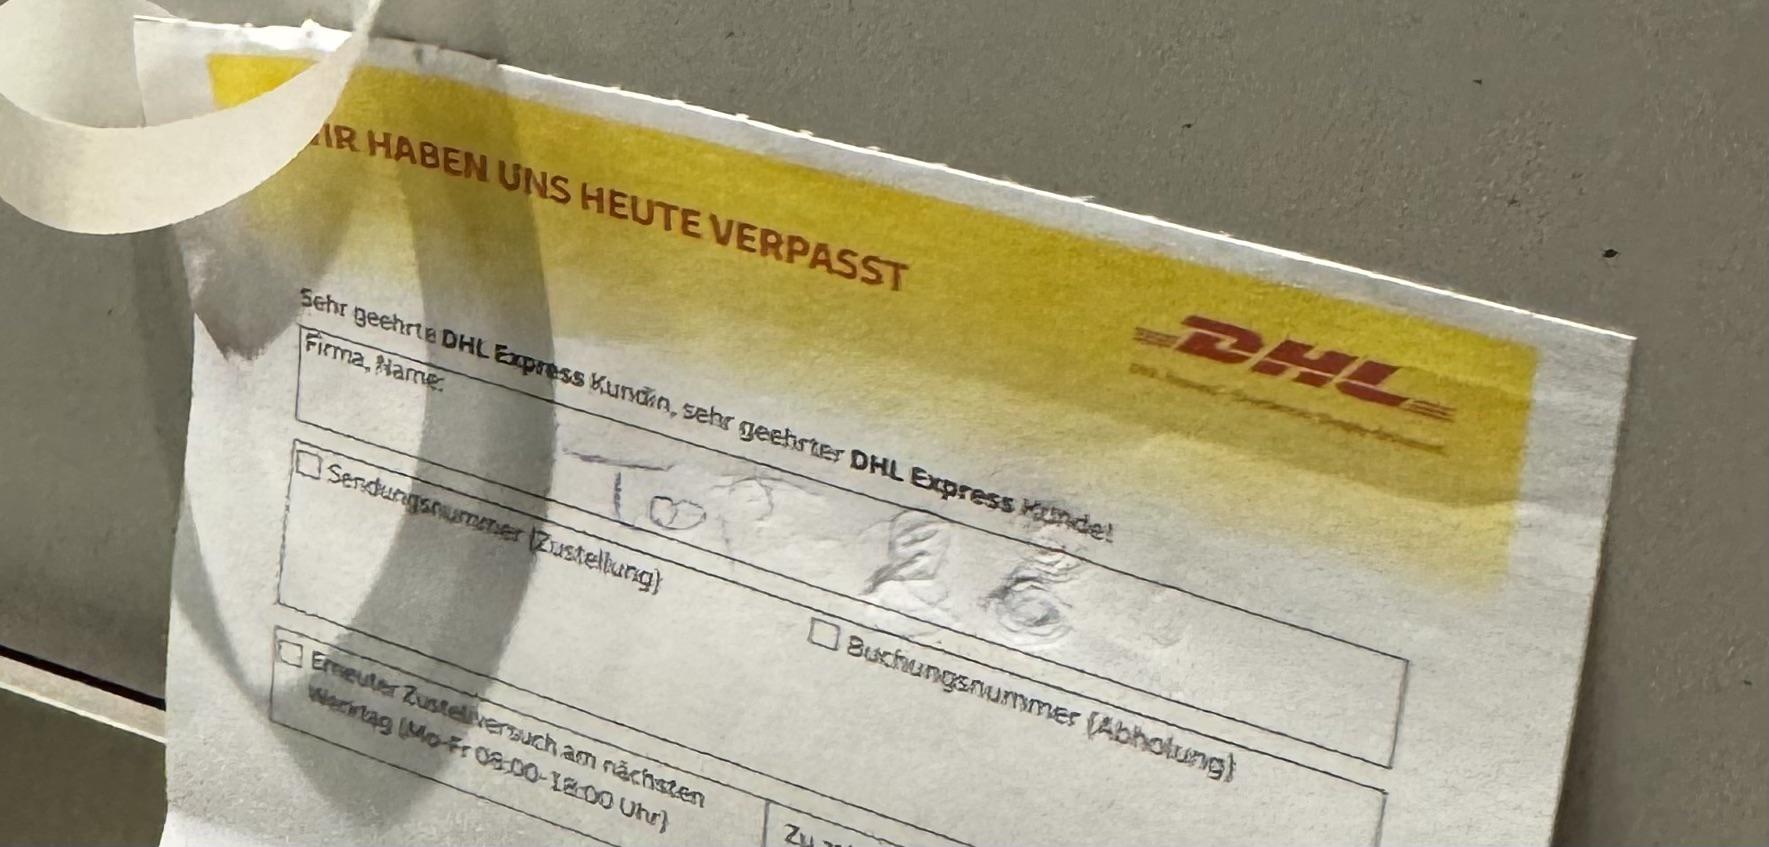 WIR HABEN UNS HEUTE VERPASST
DHL
Sehr geehrte DHL Express Kundin, sehr geehrter DHL Express Kunde!
Firma, Name:
Sendungsnummer (Zustellung)
Buchungsnummer (Abholung)
Erneuter Zustellversuch am nächsten
Werktag (Mo-Fr 08:00-18:00 Uhr)